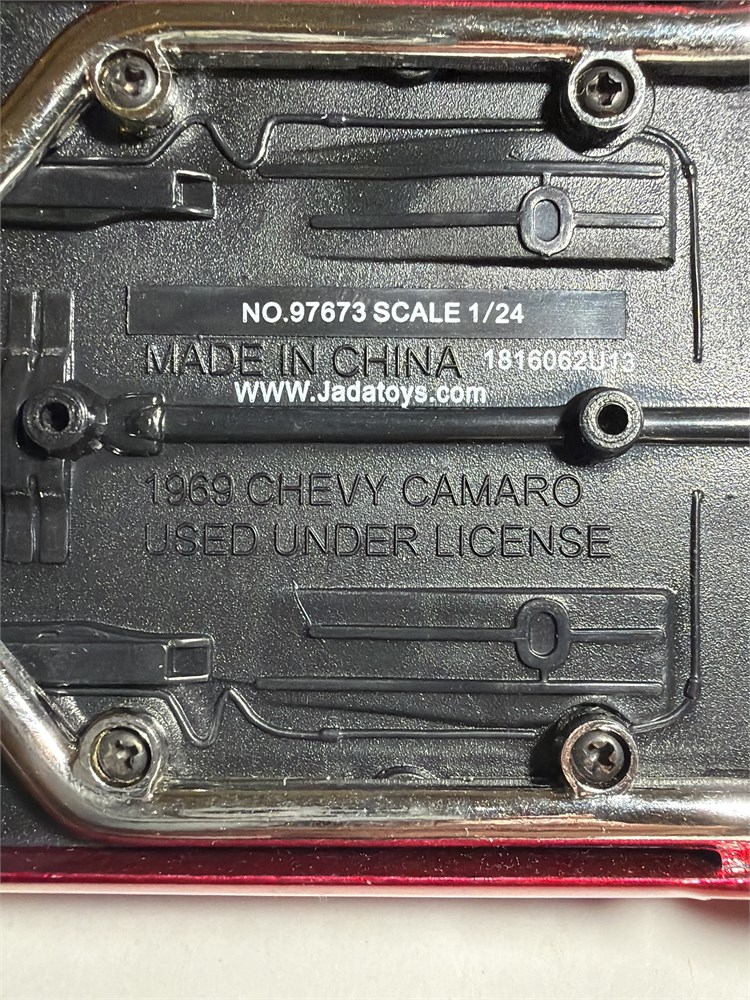 NO.97673 SCALE 1/24
MADE IN CHINA 1816062U13
WWW.Jadatoys.com
1969 CHEVY CAMARO
USED UNDER LICENSE